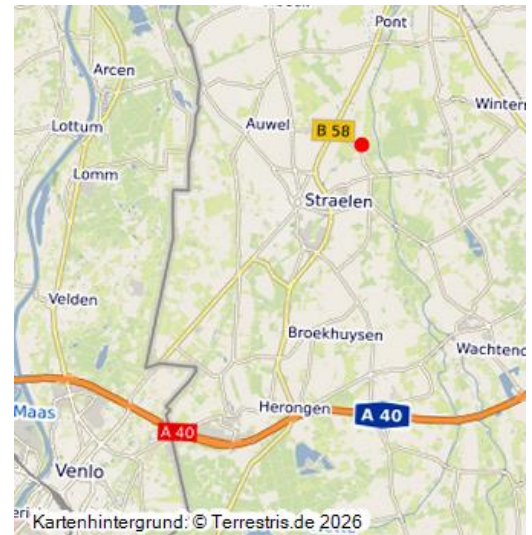 Pont
Arcen
Winterr
Lottum
Auwel
B 58
Lomm
Straelen
Velden
Broekhuysen
Wachtend
Maas
Herongen
A 40
A 40
Venlo
Kartenhintergrund: © Terrestris.de 2026